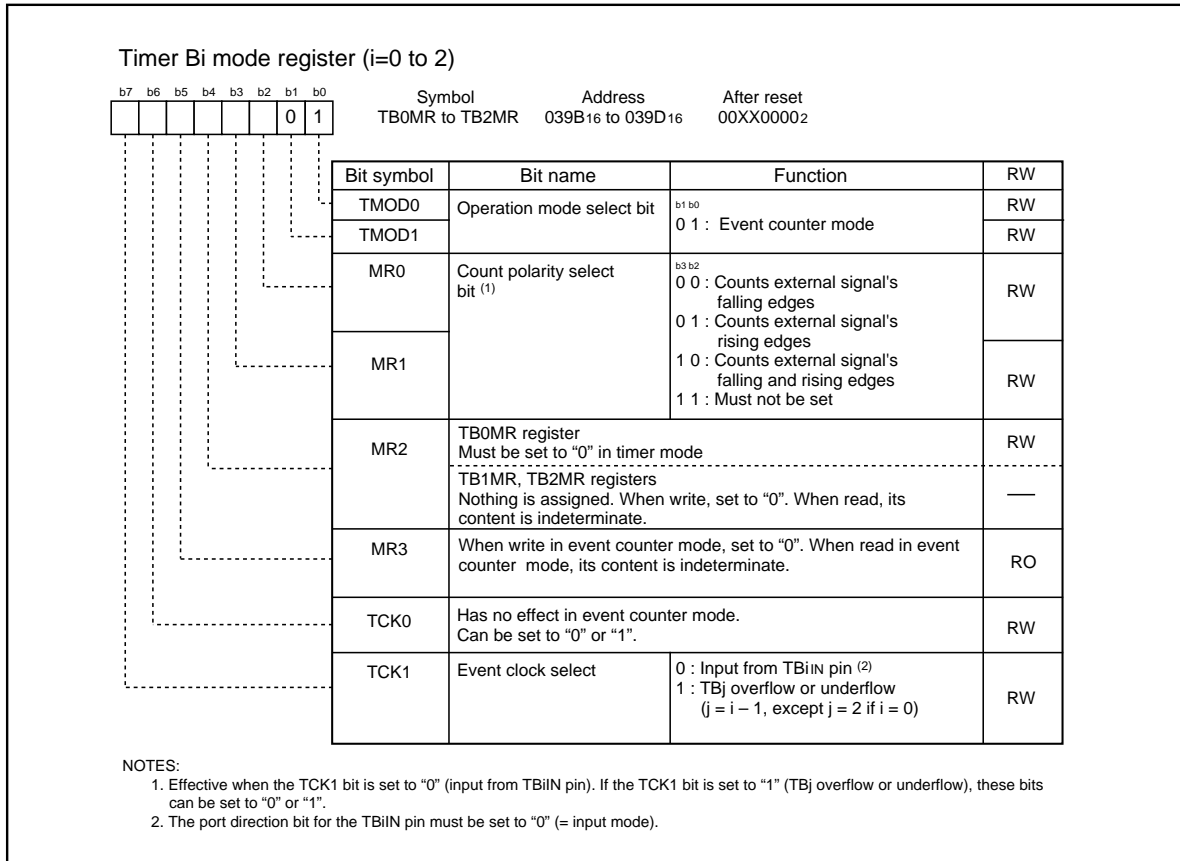 Timer Bi mode register (i=0 to 2)
b7 b6 b5 b4 b3 b2 b1 b0
0 1
Symbol Address After reset
TB0MR to TB2MR 039B16 to 039D16 00XX00002
Bit symbol Bit name Function RW
TMOD0 Operation mode select bit b1 b0 RW
0 1 : Event counter mode
TMOD1 RW
MR0 Count polarity select
bit (1)
b3 b2
0 0 : Counts external signal's
falling edges
RW
0 1 : Counts external signal's
rising edges
MR1 1 0 : Counts external signal's
falling and rising edges
RW
1 1 : Must not be set
MR2 TB0MR register
Must be set to “0” in timer mode
RW
TB1MR, TB2MR registers
Nothing is assigned. When write, set to “0”. When read, its
content is indeterminate.
—
MR3 When write in event counter mode, set to “0”. When read in event
counter mode, its content is indeterminate.
RO
TCK0 Has no effect in event counter mode.
Can be set to “0” or “1”.
RW
TCK1 Event clock select 0 : Input from TBiIN pin (2)
1 : TBj overflow or underflow
(j = i – 1, except j = 2 if i = 0)
RW
NOTES:
1. Effective when the TCK1 bit is set to “0” (input from TBiIN pin). If the TCK1 bit is set to “1” (TBj overflow or underflow), these bits
can be set to “0” or “1”.
2. The port direction bit for the TBiIN pin must be set to “0” (= input mode).